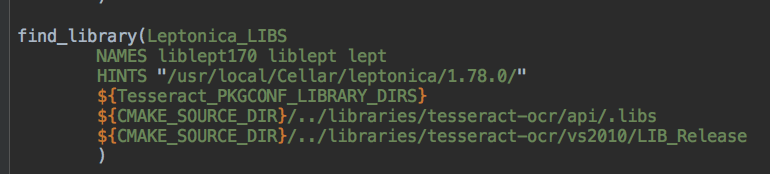 find_library(Leptonica_LIBS
NAMES liblept170 liblept lept
HINTS "/usr/local/Cellar/leptonica/1.78.0/"
${Tesseract_PKGCONF_LIBRARY_DIRS}
${CMAKE_SOURCE_DIR}/../libraries/tesseract-ocr/api/.libs
${CMAKE_SOURCE_DIR}/../libraries/tesseract-ocr/vs2010/LIB_Release
)